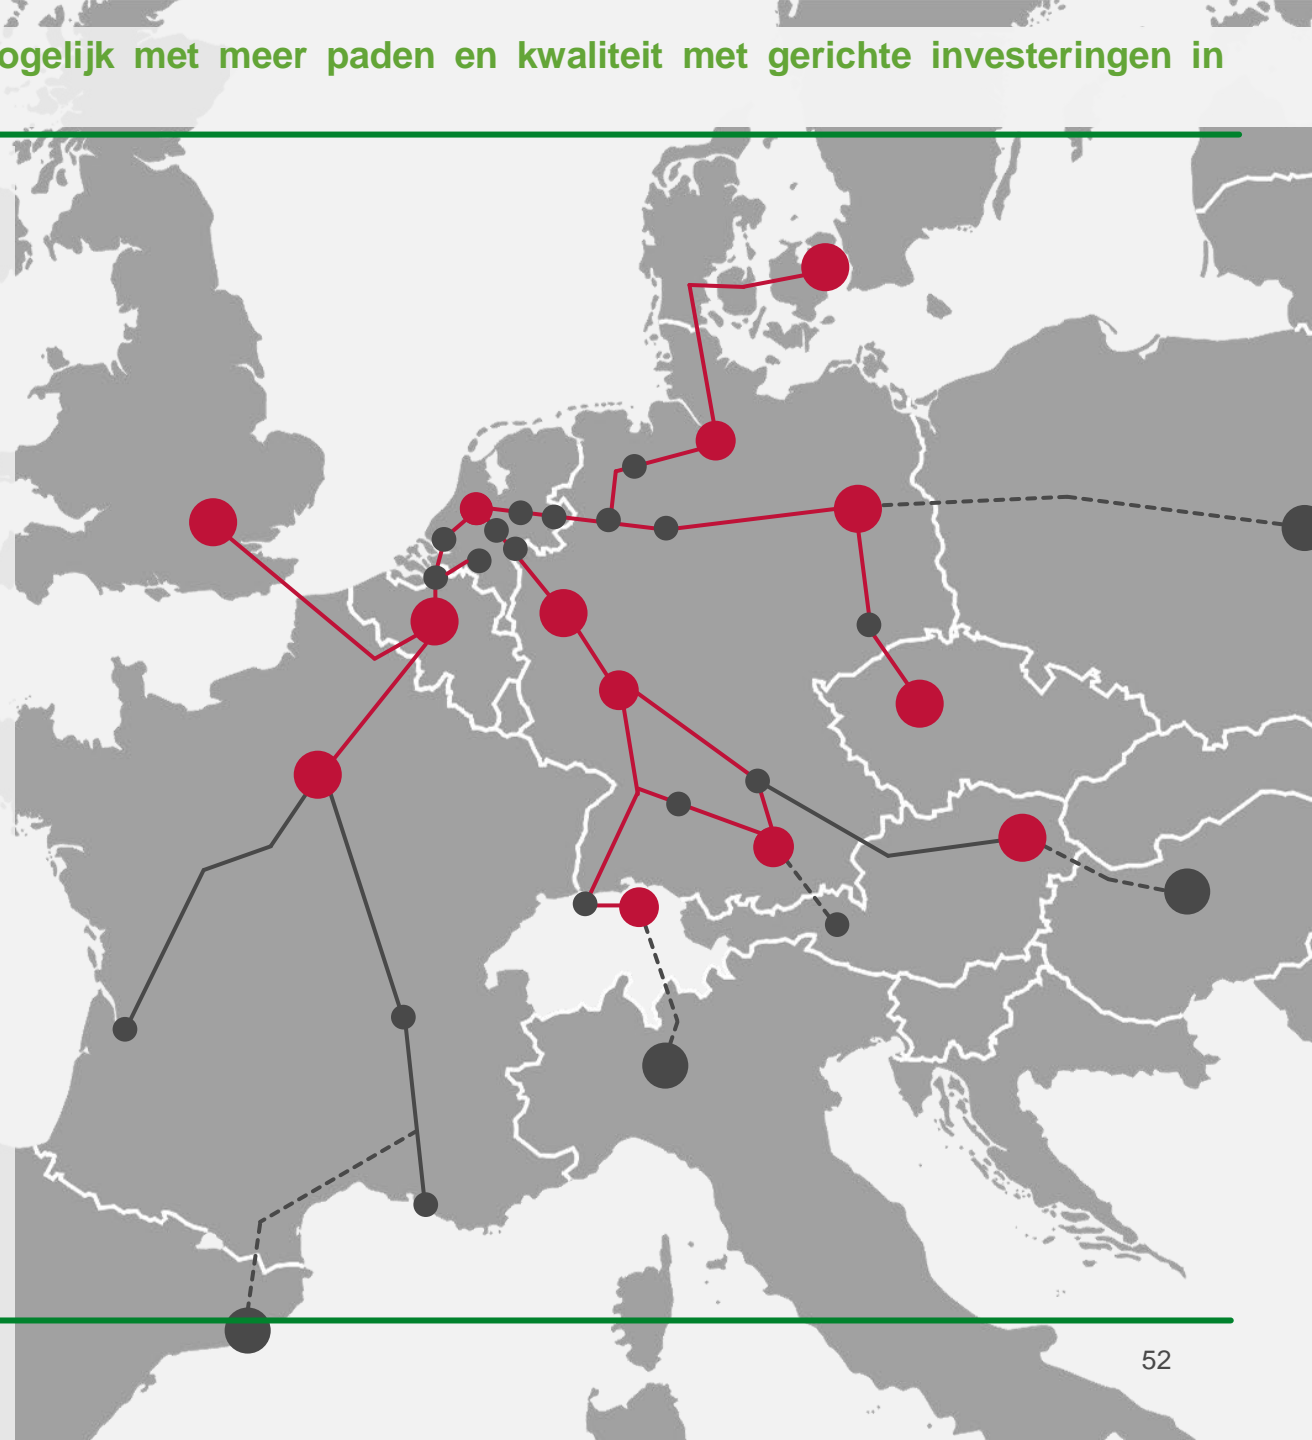 ogelijk met meer paden en kwaliteit met gerichte investeringen in
52